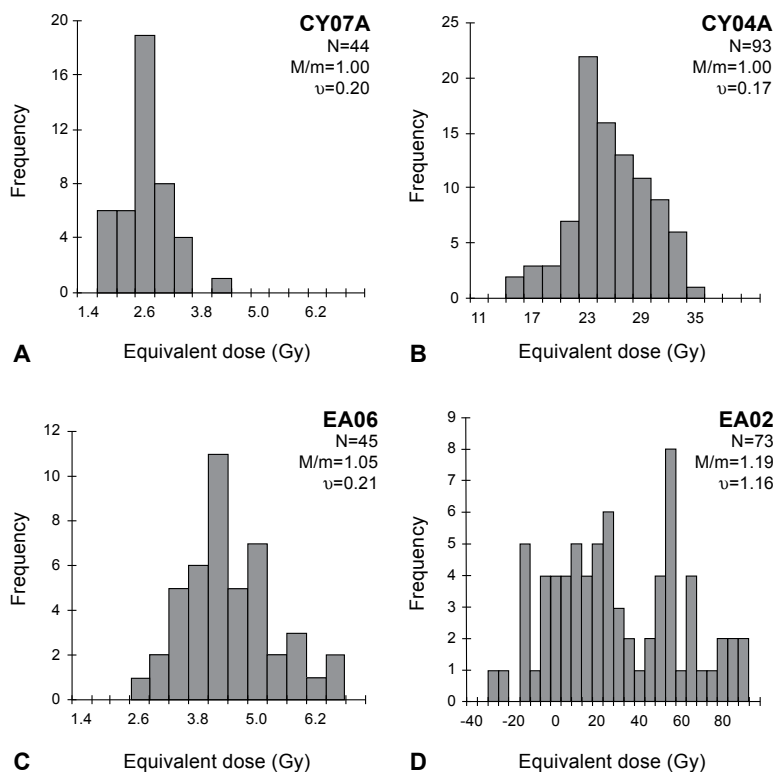 CY07A
N=44
M/m=1.00
υ=0.20
20
16
12
8
4
0
Frequency
1.4 2.6 3.8 5.0 6.2
A Equivalent dose (Gy)
CY04A
N=93
M/m=1.00
υ=0.17
25
20
15
10
5
0
Frequency
11 17 23 29 35
B Equivalent dose (Gy)
EA06
N=45
M/m=1.05
υ=0.21
12
10
8
6
4
2
0
Frequency
1.4 2.6 3.8 5.0 6.2
C Equivalent dose (Gy)
EA02
N=73
M/m=1.19
υ=1.16
9
8
7
6
5
4
3
2
1
0
Frequency
-40 -20 0 20 40 60 80
D Equivalent dose (Gy)